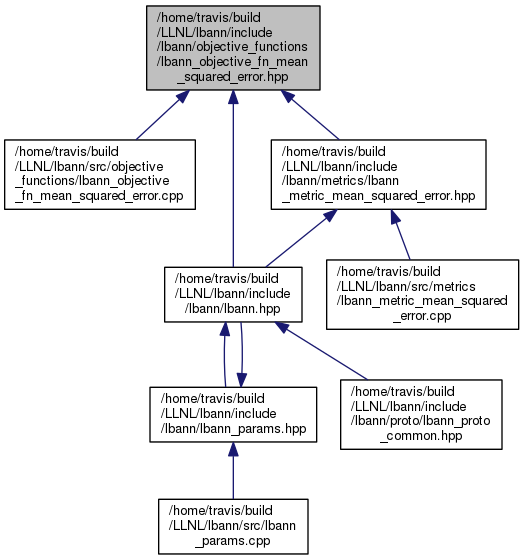 /home/travis/build
/LLNL/lbann/include
/lbann/objective_functions
/lbann_objective_fn_mean
_squared_error.hpp
/home/travis/build
/LLNL/lbann/src/objective
_functions/lbann_objective
_fn_mean_squared_error.cpp
/home/travis/build
/LLNL/lbann/include
/lbann/metrics/lbann
_metric_mean_squared_error.hpp
/home/travis/build
/LLNL/lbann/include
/lbann/lbann.hpp
/home/travis/build
/LLNL/lbann/src/metrics
/lbann_metric_mean_squared
_error.cpp
/home/travis/build
/LLNL/lbann/include
/lbann/lbann_params.hpp
/home/travis/build
/LLNL/lbann/include
/lbann/proto/lbann_proto
_common.hpp
/home/travis/build
/LLNL/lbann/src/lbann
_params.cpp